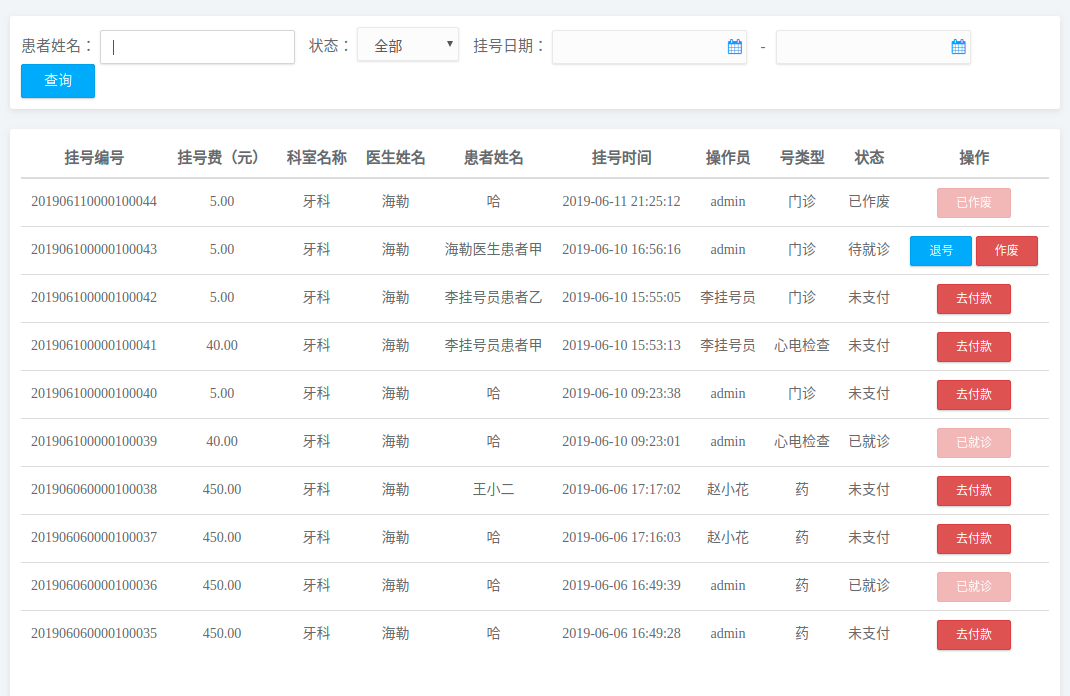 患者姓名： 状态： 全部 挂号日期： -
查询
挂号编号 挂号费（元） 科室名称 医生姓名 患者姓名 挂号时间 操作员 号类型 状态 操作
201906110000100044 5.00 牙科 海勒 哈 2019-06-11 21:25:12 admin 门诊 已作废 已作废
201906100000100043 5.00 牙科 海勒 海勒医生患者甲 2019-06-10 16:56:16 admin 门诊 待就诊 退号 作废
201906100000100042 5.00 牙科 海勒 李挂号员患者乙 2019-06-10 15:55:05 李挂号员 门诊 未支付 去付款
201906100000100041 40.00 牙科 海勒 李挂号员患者甲 2019-06-10 15:53:13 李挂号员 心电检查 未支付 去付款
201906100000100040 5.00 牙科 海勒 哈 2019-06-10 09:23:38 admin 门诊 未支付 去付款
201906100000100039 40.00 牙科 海勒 哈 2019-06-10 09:23:01 admin 心电检查 已就诊 已就诊
201906060000100038 450.00 牙科 海勒 王小二 2019-06-06 17:17:02 赵小花 药 未支付 去付款
201906060000100037 450.00 牙科 海勒 哈 2019-06-06 17:16:03 赵小花 药 未支付 去付款
201906060000100036 450.00 牙科 海勒 哈 2019-06-06 16:49:39 admin 药 已就诊 已就诊
201906060000100035 450.00 牙科 海勒 哈 2019-06-06 16:49:28 admin 药 未支付 去付款